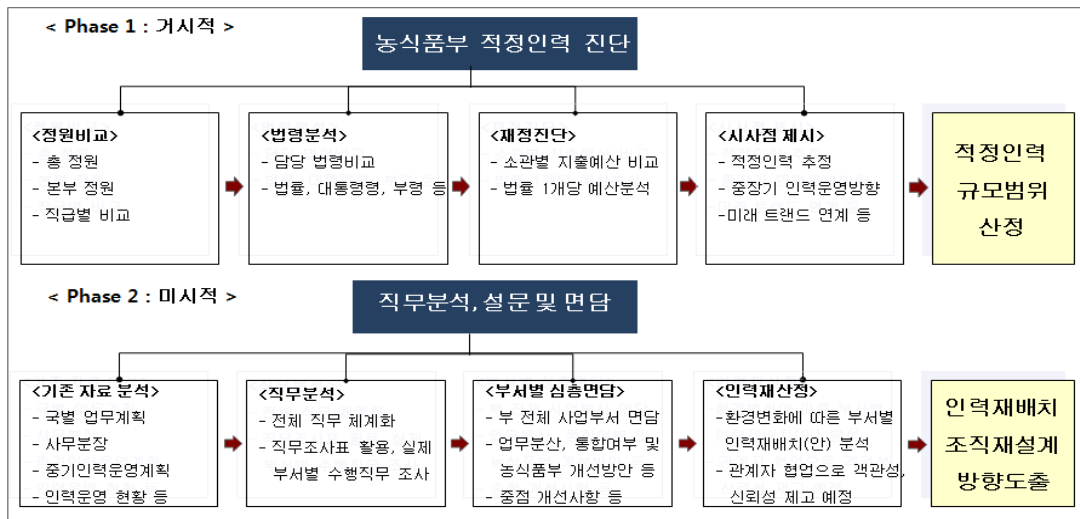 < Phase 1 : 거시적 >
농식품부 적정인력 진단
<정원비교>
- 총 정원
- 본부 정원
- 직급별 비교
<법령분석>
- 담당 법령비교
- 법률, 대통령령, 부령 등
<재정진단>
- 소관별 지출예산 비교
- 법률 1개당 예산분석
<시사점 제시>
- 적정인력 추정
- 중장기 인력운영방향
-미래 트랜드 연계 등
적정인력
규모범위
산정
< Phase 2 : 미시적 >
직무분석, 설문 및 면담
<기존 자료 분석>
- 국별 업무계획
- 사무분장
- 중기인력운영계획
- 인력운영 현황 등
<직무분석>
- 전체 직무 체계화
- 직무조사표 활용, 실제
부서별 수행직무 조사
<부서별 심층면담>
- 부 전체 사업부서 면담
- 업무분산, 통합여부 및
농식품부 개선방안 등
- 중점 개선사항 등
<인력재산정>
-환경변화에 따른 부서별
인력재배치(안) 분석
- 관계자 협업으로 객관성,
신뢰성 제고 예정
인력재배치
조직재설계
방향도출